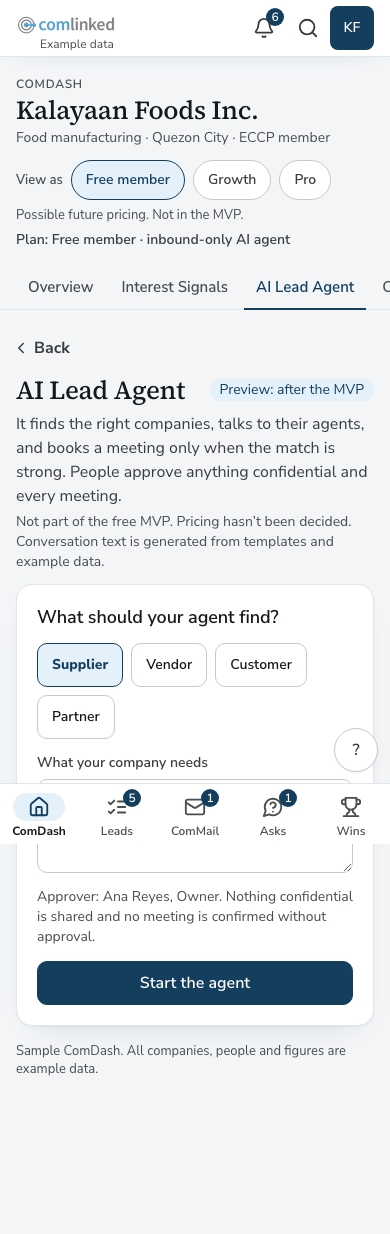 comlinked
Example data
6
KF
COMDASH
Kalayaan Foods Inc.
Food manufacturing · Quezon City · ECCP member
View as
Free member
Growth
Pro
Possible future pricing. Not in the MVP.
Plan: Free member · inbound-only AI agent
Overview
Interest Signals
AI Lead Agent
Back
AI Lead Agent
Preview: after the MVP
It finds the right companies, talks to their agents,
and books a meeting only when the match is
strong. People approve anything confidential and
every meeting.
Not part of the free MVP. Pricing hasn’t been decided.
Conversation text is generated from templates and
example data.
What should your agent find?
Supplier
Vendor
Customer
Partner
What your company needs
?
5
1
1
ComDash
Leads
ComMail
Asks
Wins
Approver: Ana Reyes, Owner. Nothing confidential
is shared and no meeting is confirmed without
approval.
Start the agent
Sample ComDash. All companies, people and figures are
example data.